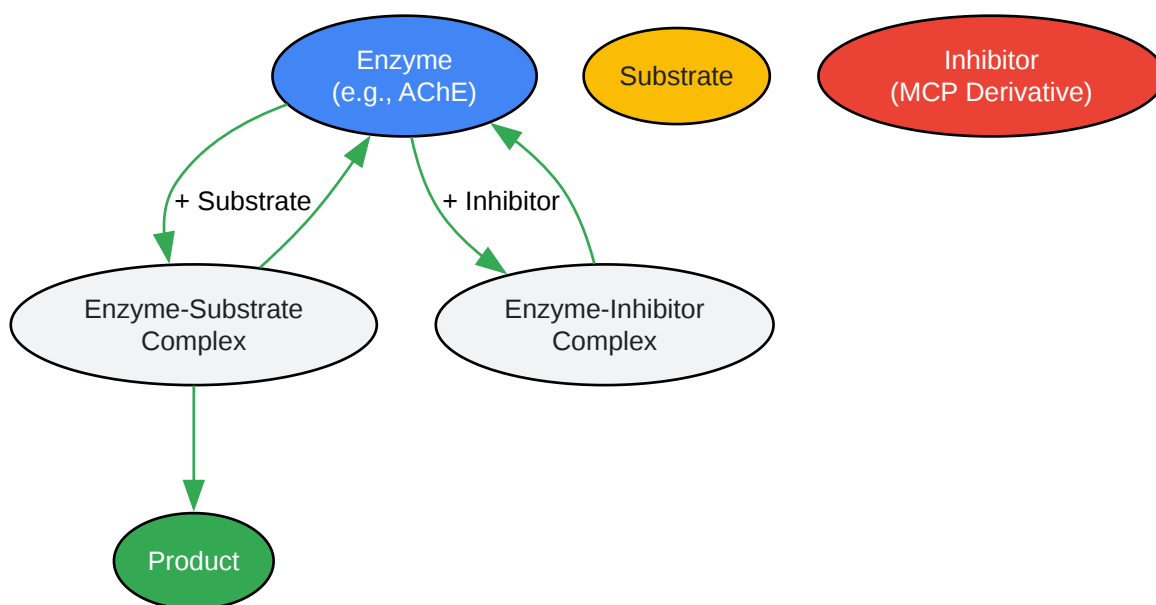 Enzyme
(e.g., AChE)
Substrate
Inhibitor
(MCP Derivative)
+ Substrate
+ Inhibitor
Enzyme-Substrate
Complex
Enzyme-Inhibitor
Complex
Product